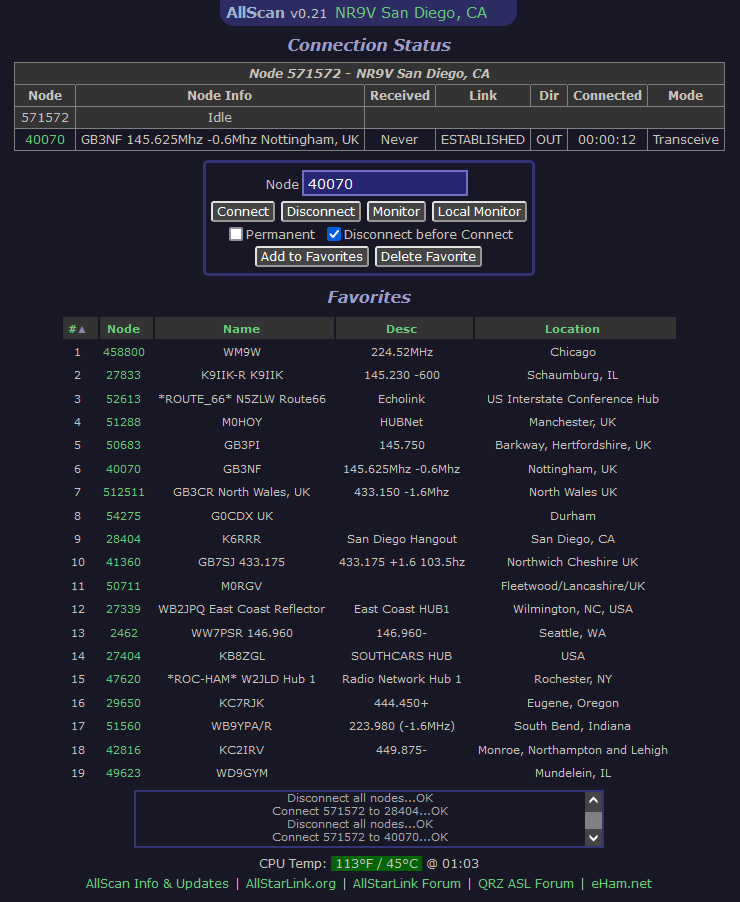 AllScan v0.21 NR9V San Diego, CA
Connection Status
Node 571572 - NR9V San Diego, CA
Node Node Info Received Link Dir Connected Mode
571572 Idle
40070 GB3NF 145.625Mhz -0.6Mhz Nottingham, UK Never ESTABLISHED OUT 00:00:12 Transceive
Node 40070
Connect Disconnect Monitor Local Monitor
Permanent Disconnect before Connect
Add to Favorites Delete Favorite
Favorites
#▲ Node Name Desc Location
1 458800 WM9W 224.52MHz Chicago
2 27833 K9IIK-R K9IIK 145.230 -600 Schaumburg, IL
3 52613 *ROUTE_66* N5ZLW Route66 Echolink US Interstate Conference Hub
4 51288 M0HOY HUBNet Manchester, UK
5 50683 GB3PI 145.750 Barkway, Hertfordshire, UK
6 40070 GB3NF 145.625Mhz -0.6Mhz Nottingham, UK
7 512511 GB3CR North Wales, UK 433.150 -1.6Mhz North Wales UK
8 54275 G0CDX UK Durham
9 28404 K6RRR San Diego Hangout San Diego, CA
10 41360 GB7SJ 433.175 433.175 +1.6 103.5hz Northwich Cheshire UK
11 50711 M0RGV Fleetwood/Lancashire/UK
12 27339 WB2JPQ East Coast Reflector East Coast HUB1 Wilmington, NC, USA
13 2462 WW7PSR 146.960 146.960- Seattle, WA
14 27404 KB8ZGL SOUTHCARS HUB USA
15 47620 *ROC-HAM* W2JLD Hub 1 Radio Network Hub 1 Rochester, NY
16 29650 KC7RJK 444.450+ Eugene, Oregon
17 51560 WB9YPA/R 223.980 (-1.6MHz) South Bend, Indiana
18 42816 KC2IRV 449.875- Monroe, Northampton and Lehigh
19 49623 WD9GYM Mundelein, IL
Disconnect all nodes...OK
Connect 571572 to 28404...OK
Disconnect all nodes...OK
Connect 571572 to 40070...OK
CPU Temp: 113°F / 45°C @ 01:03
AllScan Info & Updates | AllStarLink.org | AllStarLink Forum | QRZ ASL Forum | eHam.net